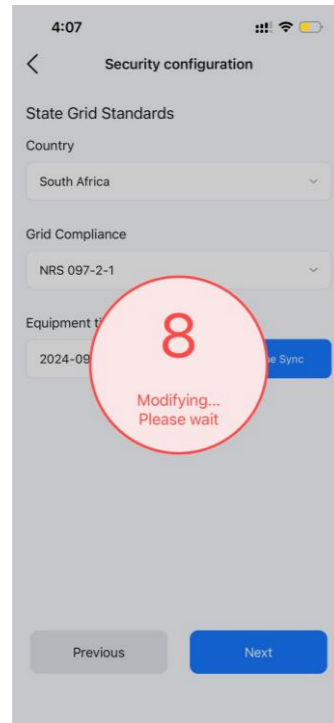 4:07
Security configuration
State Grid Standards
Country
South Africa
Grid Compliance
NRS 097-2-1
Equipment
2024-09
Sync
8
Modifying...
Please wait
Previous
Next